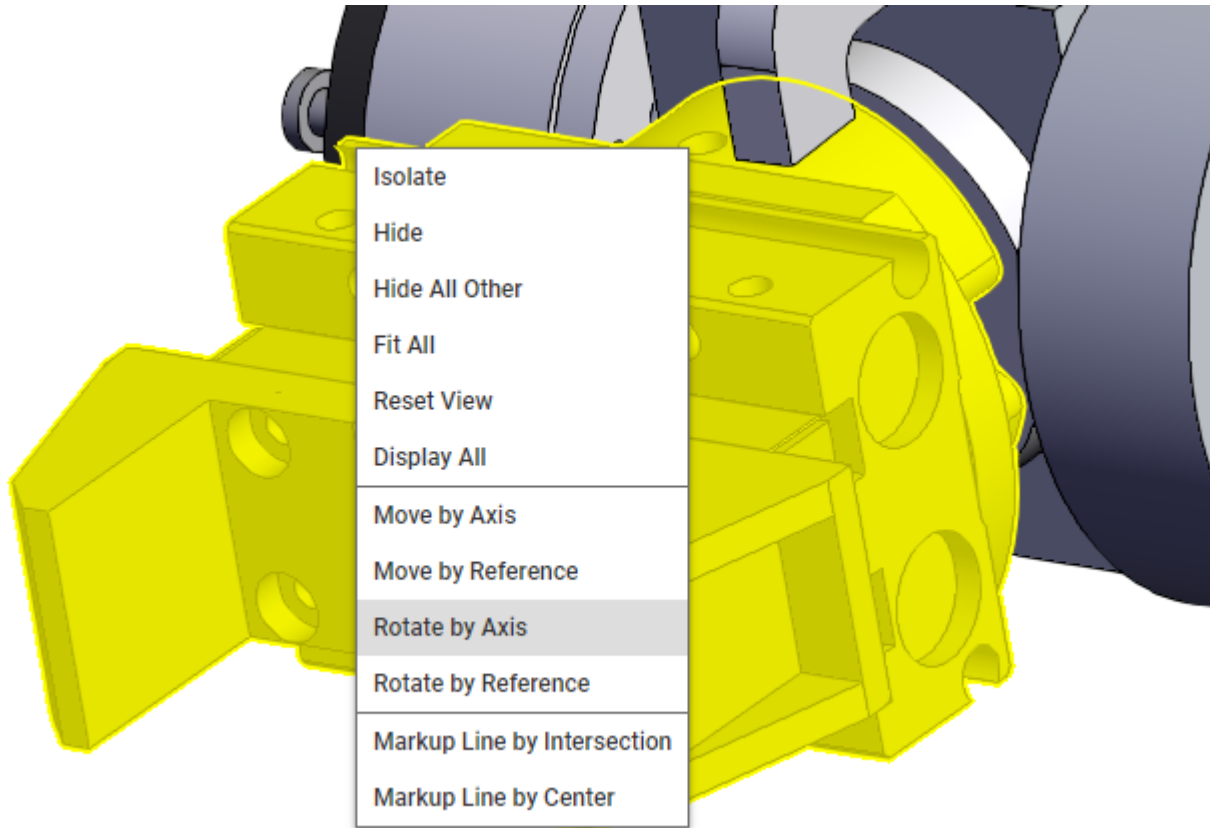 Isolate
Hide
Hide All Other
Fit All
Reset View
Display All
Move by Axis
Move by Reference
Rotate by Axis
Rotate by Reference
Markup Line by Intersection
Markup Line by Center